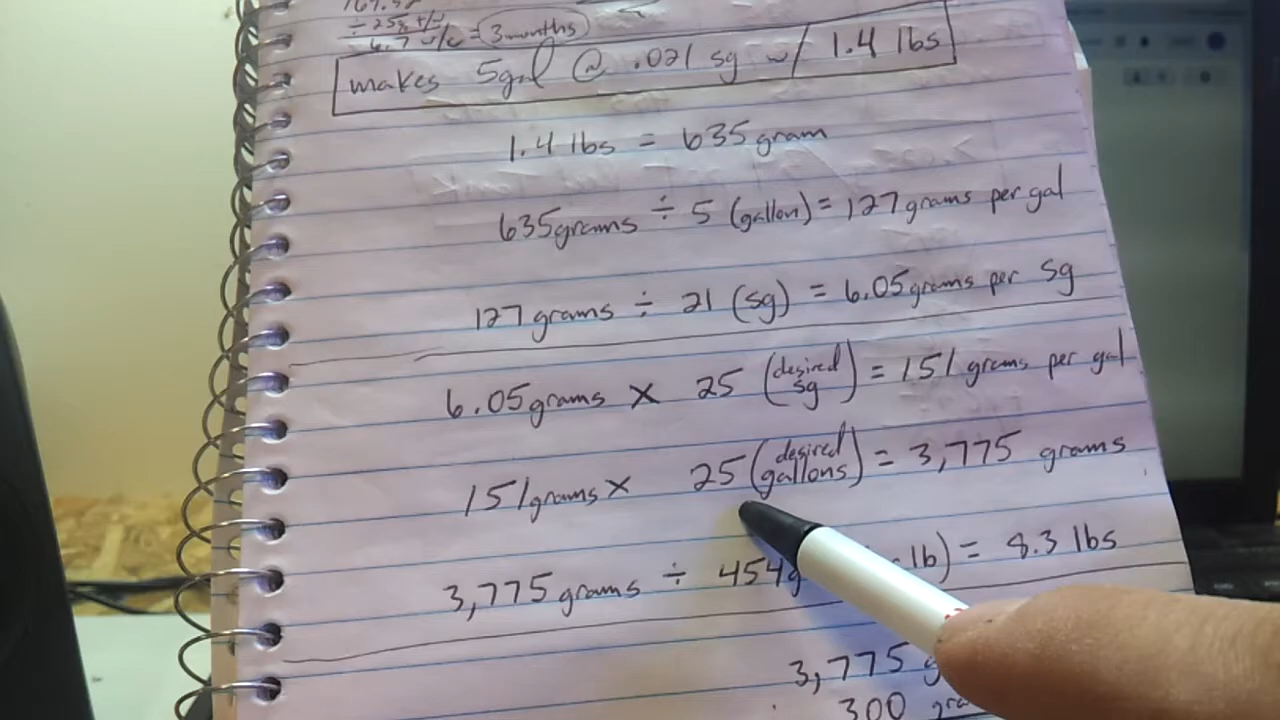 = 3 months
makes 5gal @ .021 sg w/ 1.4 lbs
1.4 lbs = 635 gram
635 grams ÷ 5 (gallon) = 127 grams per gal
127 grams ÷ 21 (sg) = 6.05 grams per sg
6.05 grams x 25 (desired sg) = 151 grams per gal
151 grams x 25 (desired gallons) = 3,775 grams
3,775 grams ÷ 454g lb) = 8.3 lbs
3,775 g
300 gra